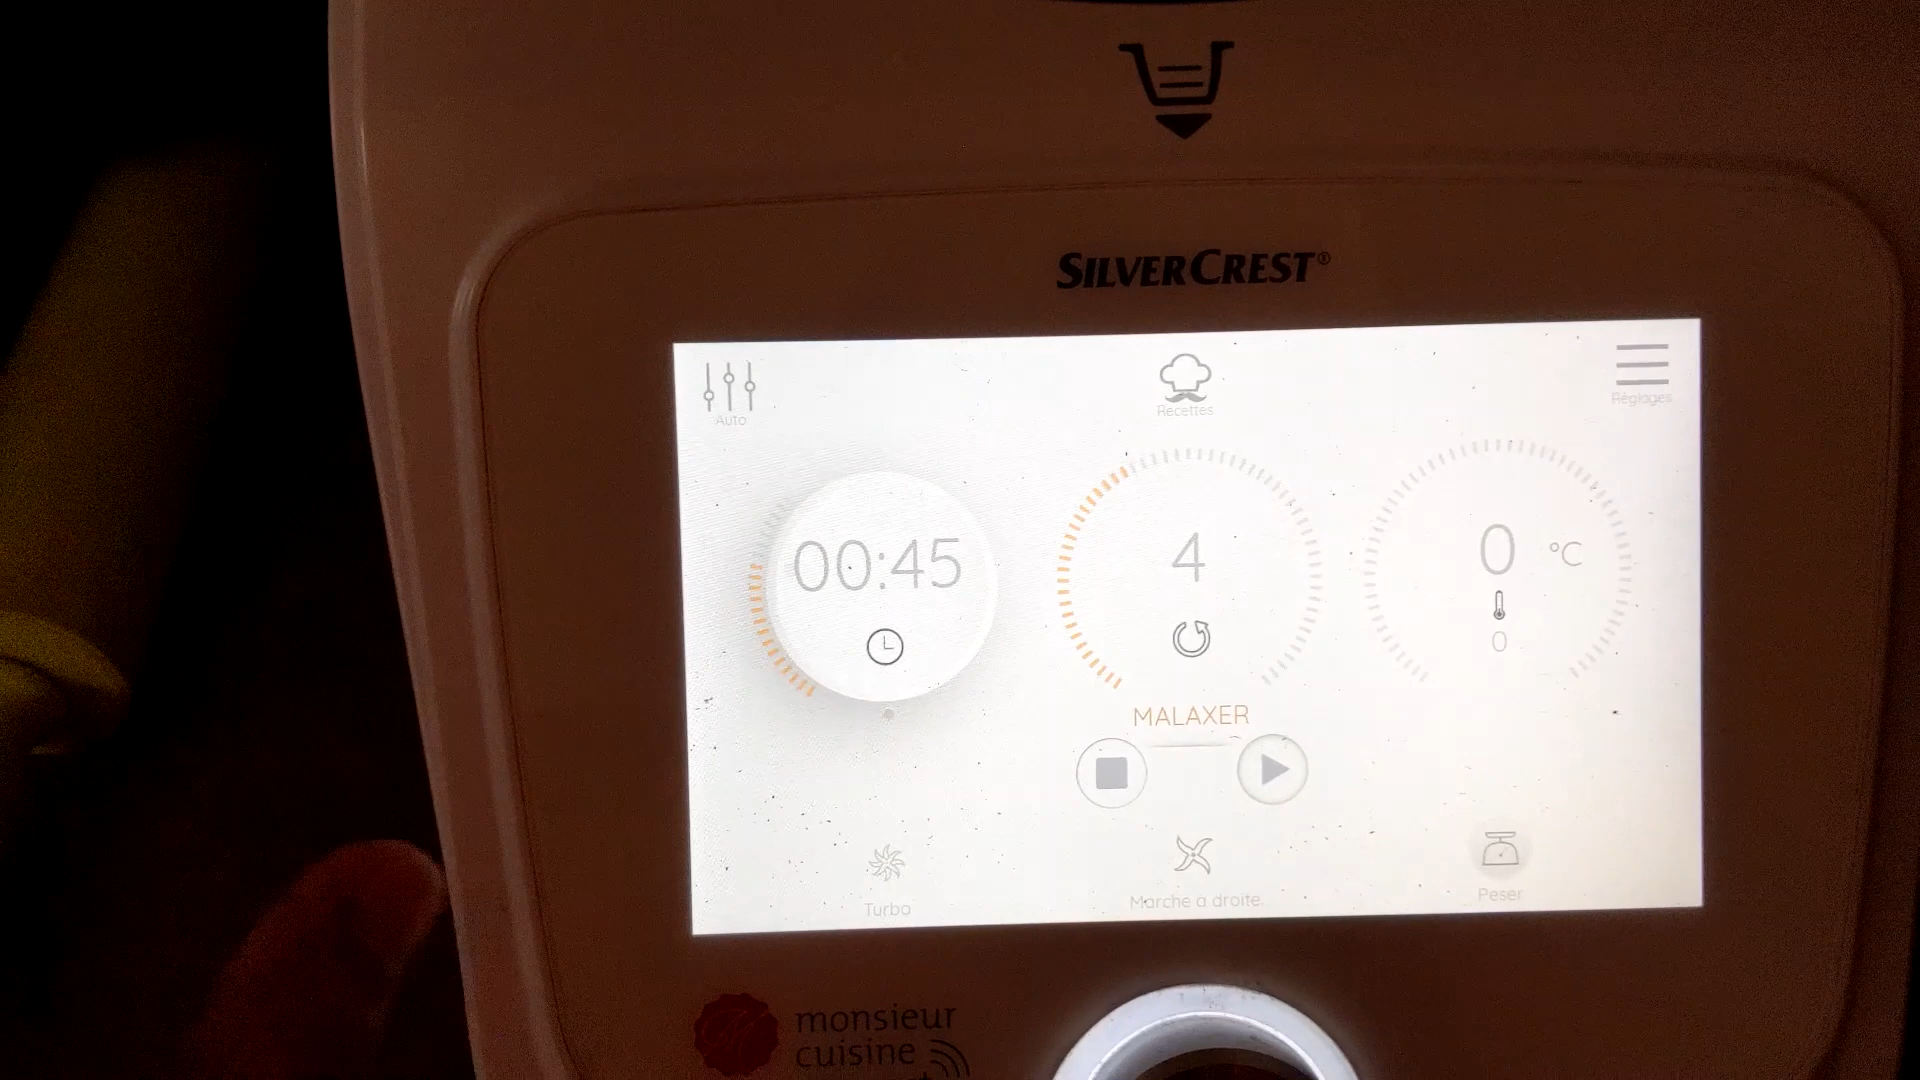 SILVERCREST®
Auto
Recettes
Réglages
00:45
4
0 °C
0
MALAXER
Turbo
Marche a droite
Peser
monsieur
cuisine